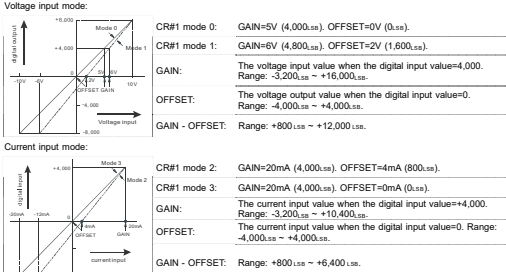 Voltage input mode:
+8,000
Mode 0
+4,000
Mode 1
digital output
0
5V 6V
-10V
-6V
2V
10V
OFFSET GAIN
-4,000
Voltage input
-8,000
CR#1 mode 0: GAIN=5V (4,000LSB). OFFSET=0V (0LSB).
CR#1 mode 1: GAIN=6V (4,800LSB). OFFSET=2V (1,600LSB).
GAIN: The voltage input value when the digital input value=4,000.
Range: -3,200LSB ~ +16,000LSB.
OFFSET: The voltage output value when the digital input value=0.
Range: -4,000LSB ~ +4,000LSB.
GAIN - OFFSET: Range: +800LSB ~ +12,000LSB.
Current input mode:
Mode 3
+4,000
Mode 2
digital input
-20mA
-12mA
0
4mA
20mA
OFFSET
GAIN
current input
CR#1 mode 2: GAIN=20mA (4,000LSB). OFFSET=4mA (800LSB).
CR#1 mode 3: GAIN=20mA (4,000LSB). OFFSET=0mA (0LSB).
GAIN: The current input value when the digital input value=+4,000.
Range: -3,200LSB ~ +10,400LSB.
OFFSET: The current input value when the digital input value=0. Range:
-4,000LSB ~ +4,000LSB.
GAIN - OFFSET: Range: +800LSB ~ +6,400LSB.